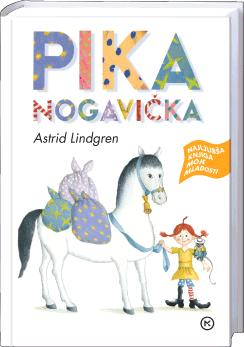 PIKA
NOGAVIČKA
Astrid Lindgren
NAJLJUBŠA
KNJIGA
MOJE
MLADOSTI